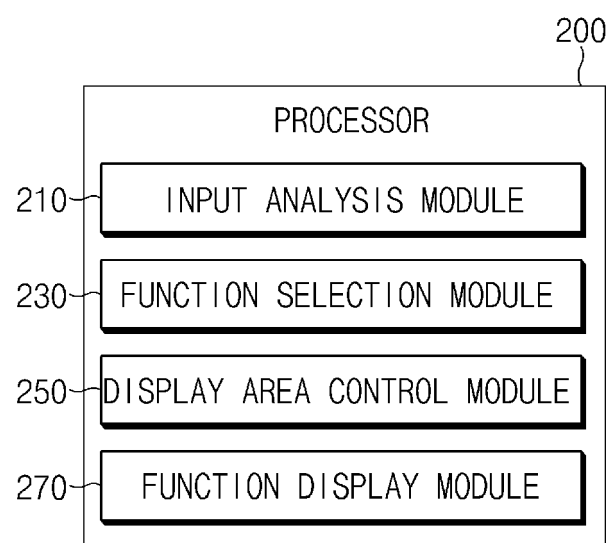 200
PROCESSOR
210 INPUT ANALYSIS MODULE
230 FUNCTION SELECTION MODULE
250 DISPLAY AREA CONTROL MODULE
270 FUNCTION DISPLAY MODULE